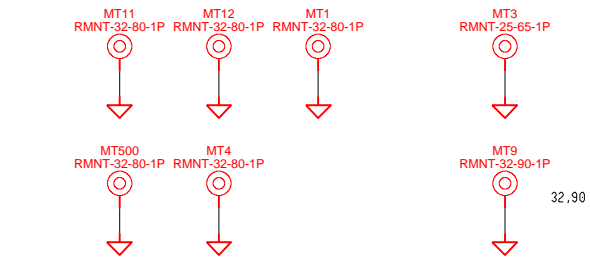 MT11 MT12 MT1 MT3
RMNT-32-80-1P RMNT-32-80-1P RMNT-32-80-1P RMNT-25-65-1P
MT500 MT4 MT9
RMNT-32-80-1P RMNT-32-80-1P RMNT-32-90-1P
32,90